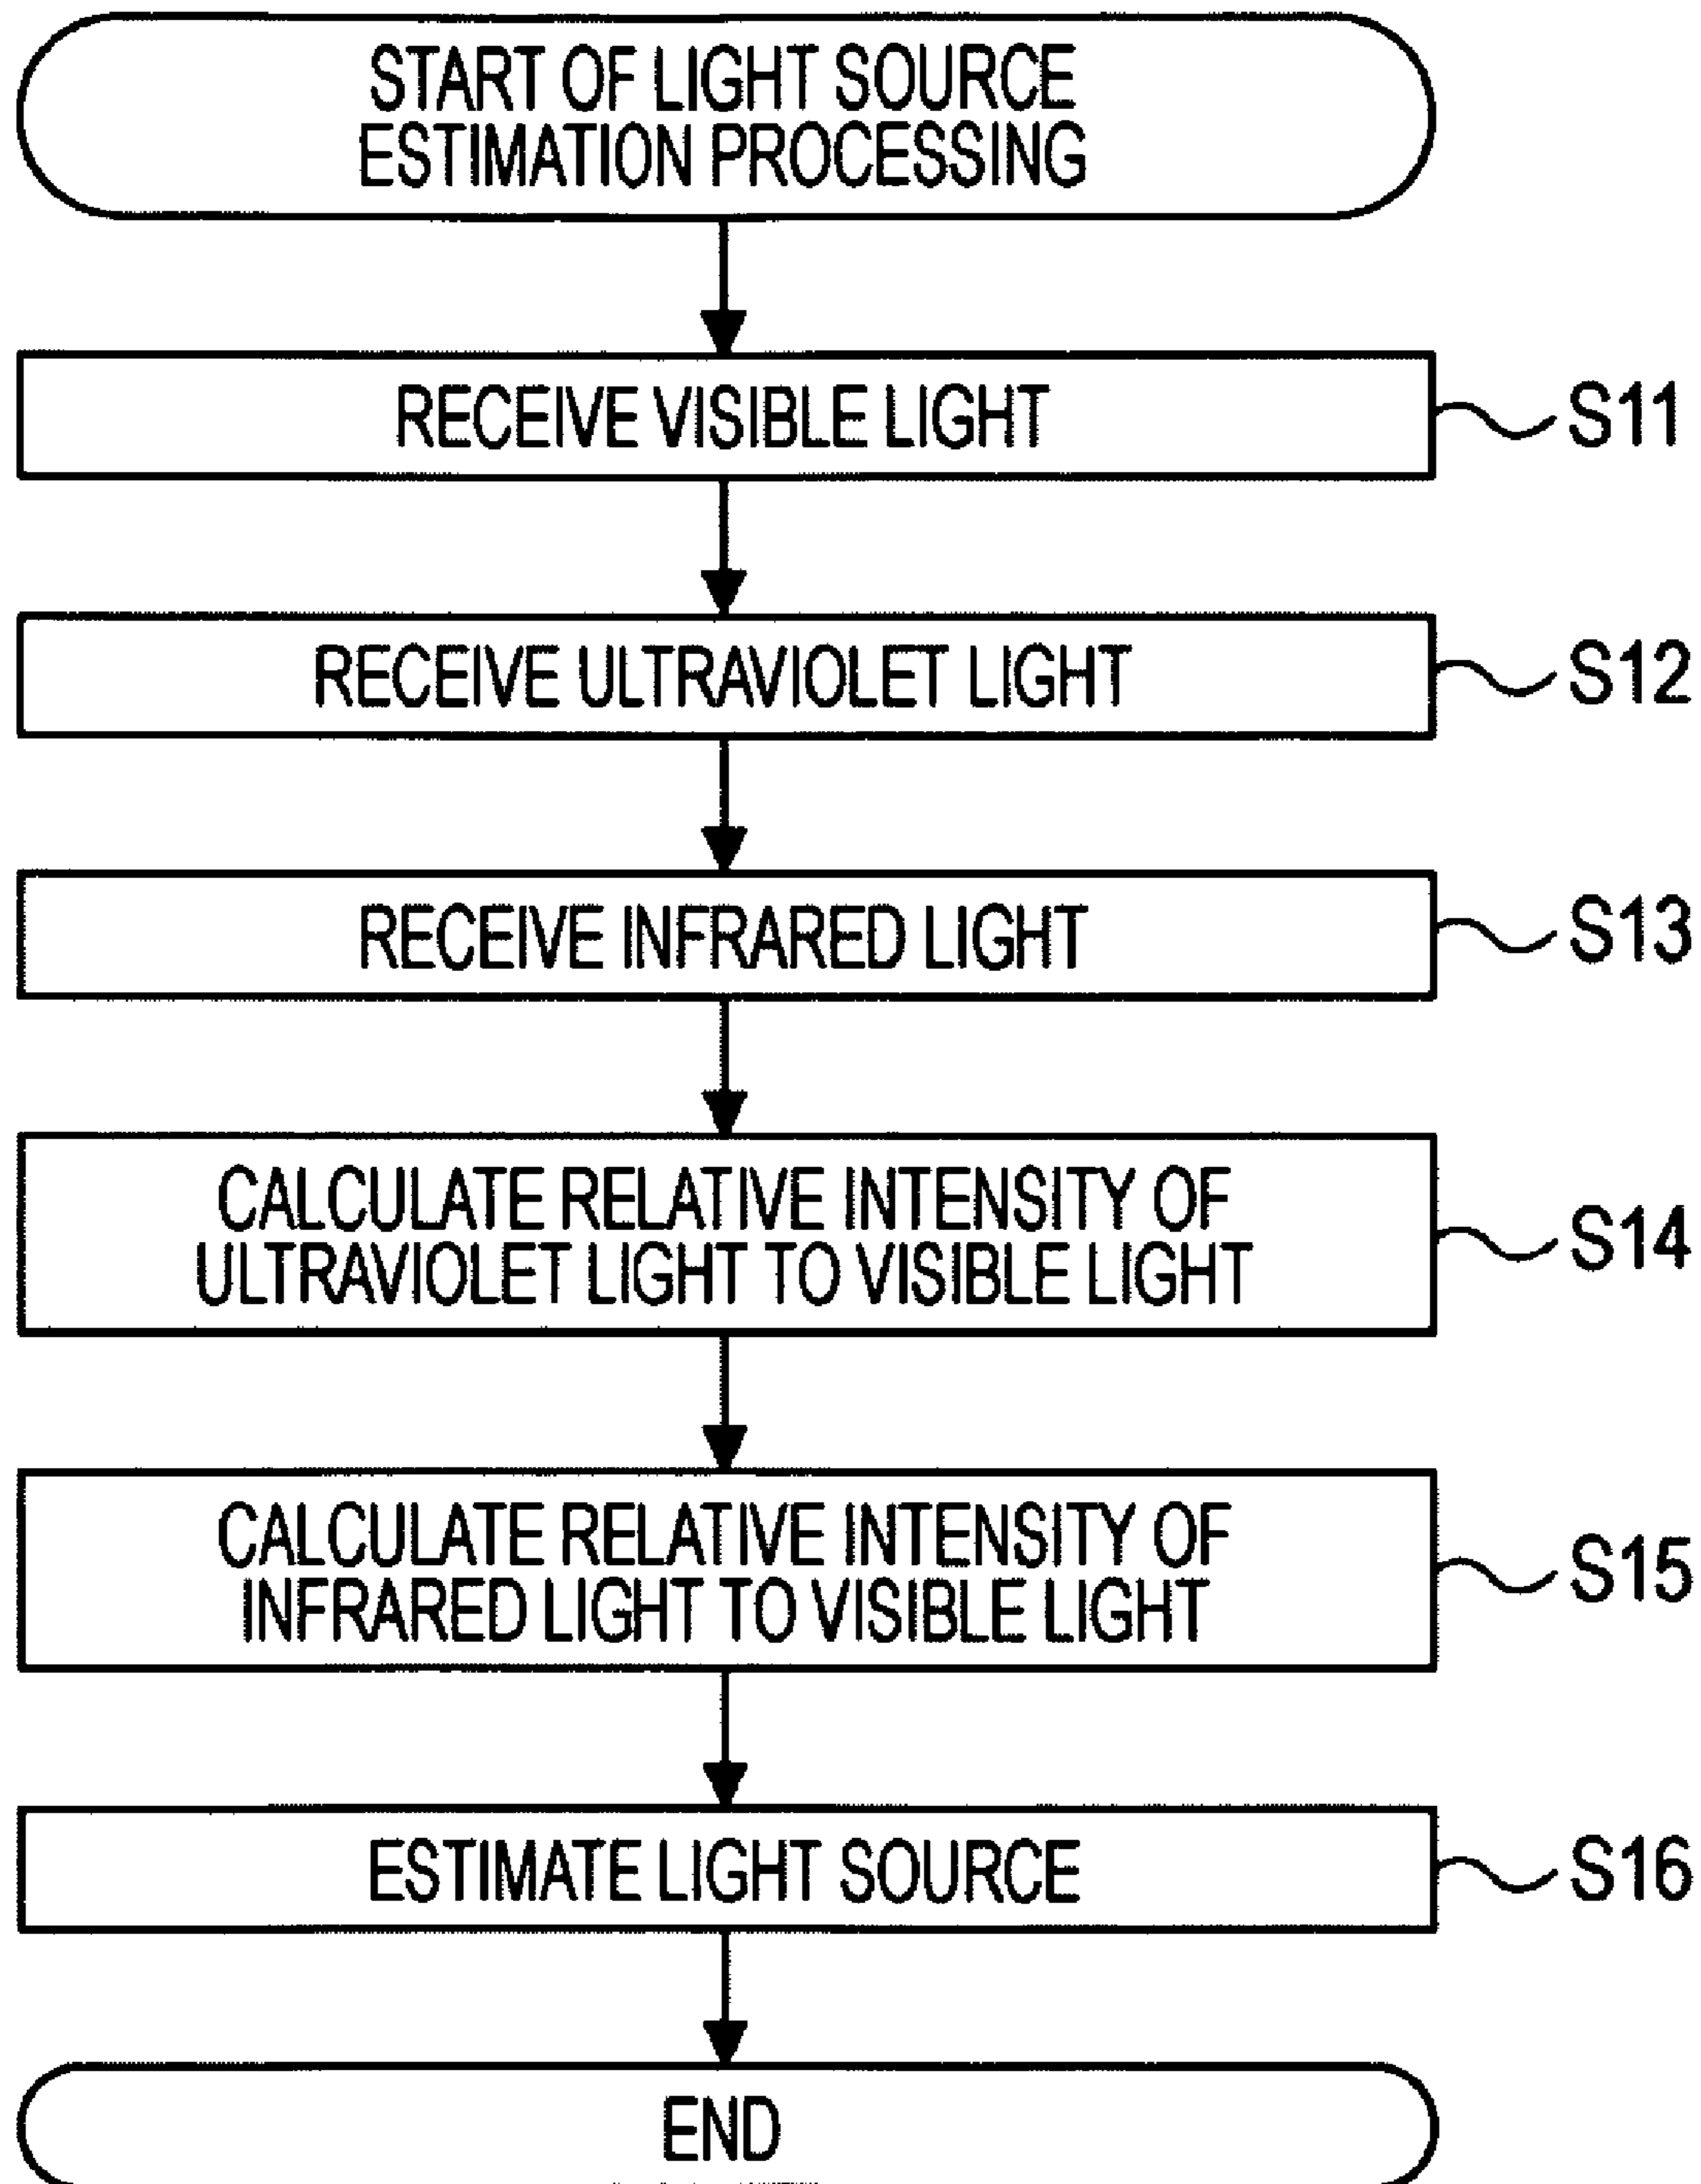 START OF LIGHT SOURCE
ESTIMATION PROCESSING
RECEIVE VISIBLE LIGHT
S11
RECEIVE ULTRAVIOLET LIGHT
S12
RECEIVE INFRARED LIGHT
S13
CALCULATE RELATIVE INTENSITY OF
ULTRAVIOLET LIGHT TO VISIBLE LIGHT
S14
CALCULATE RELATIVE INTENSITY OF
INFRARED LIGHT TO VISIBLE LIGHT
S15
ESTIMATE LIGHT SOURCE
S16
END